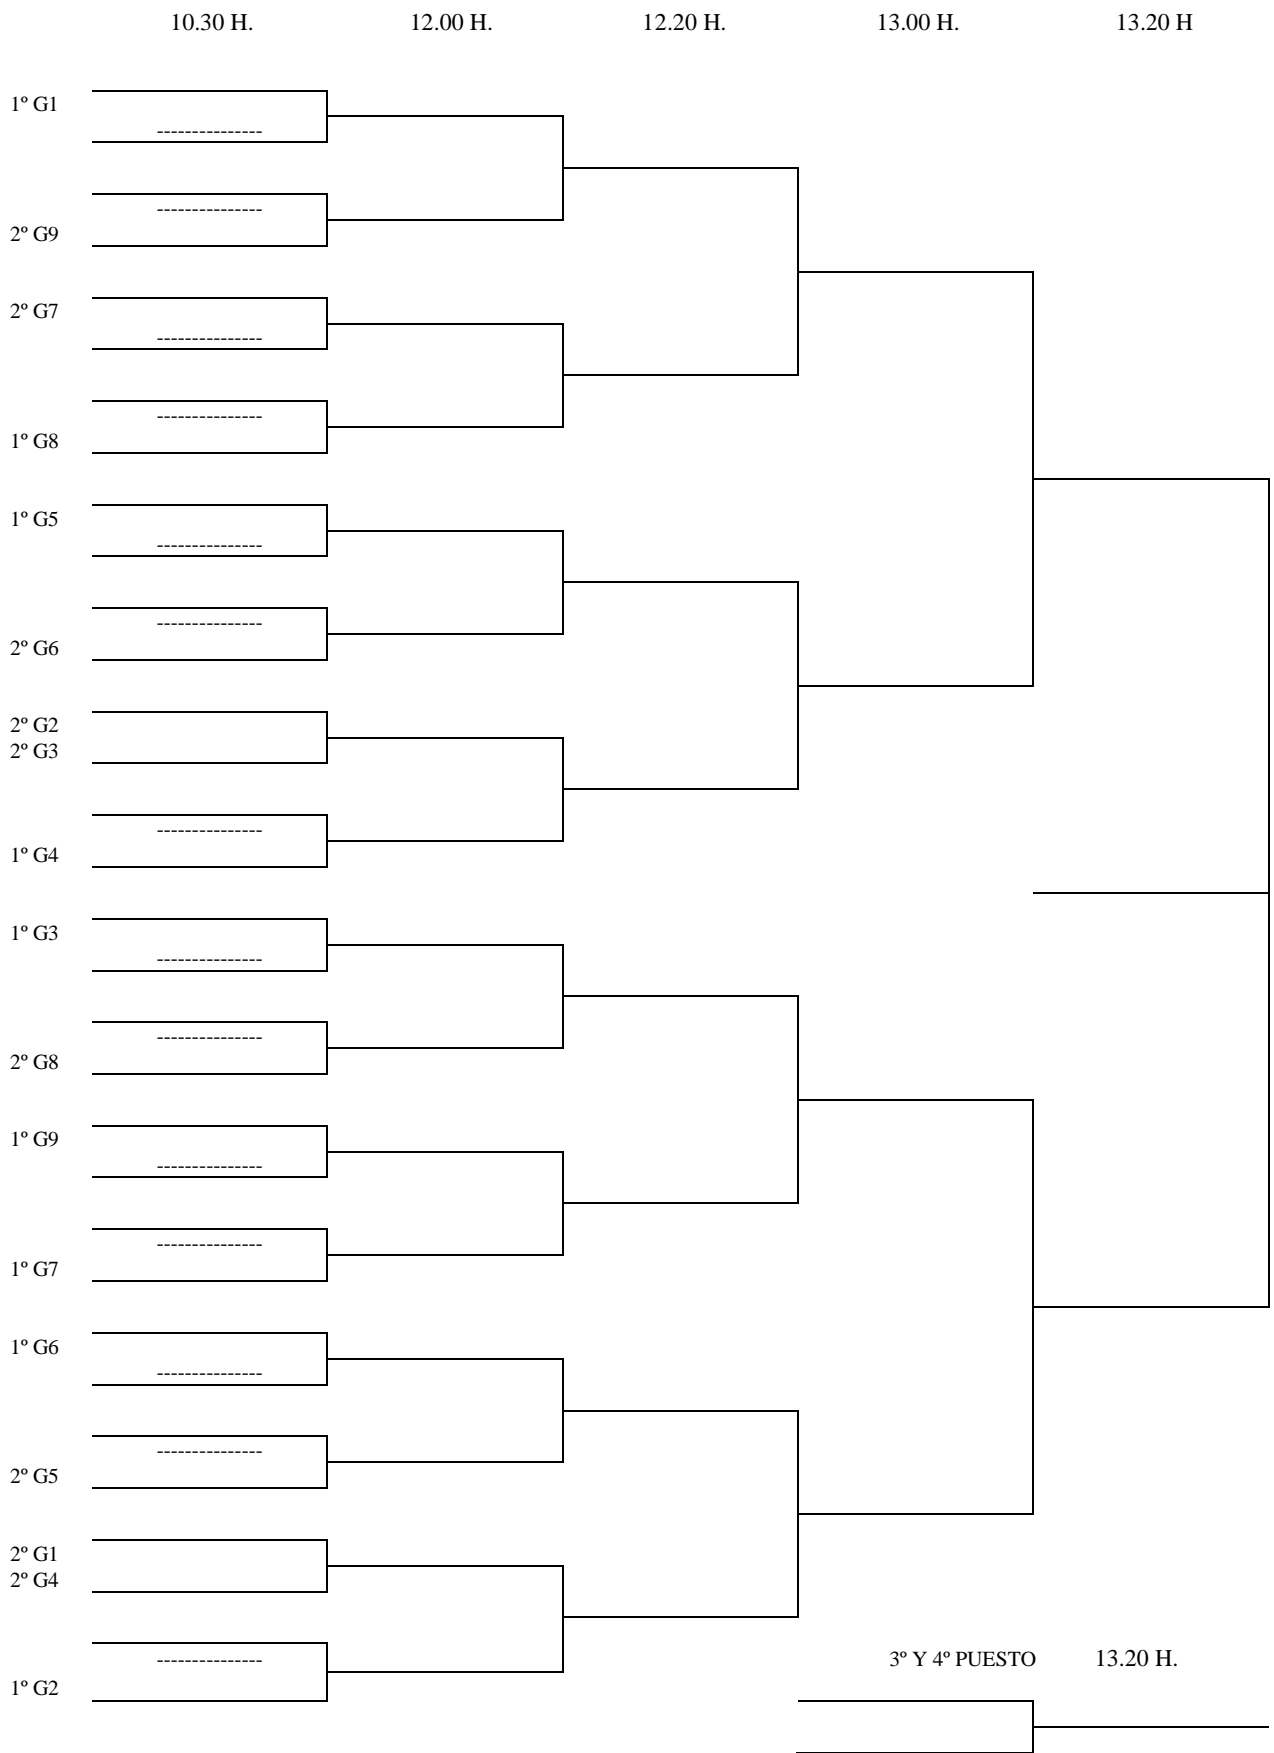 10.30 H. 12.00 H. 12.20 H. 13.00 H. 13.20 H
1º G1
---------------
---------------
2º G9
2º G7
---------------
---------------
1º G8
1º G5
---------------
---------------
2º G6
2º G2
2º G3
---------------
1º G4
1º G3
---------------
---------------
2º G8
1º G9
---------------
---------------
1º G7
1º G6
---------------
---------------
2º G5
2º G1
2º G4
---------------
3º Y 4º PUESTO 13.20 H.
1º G2